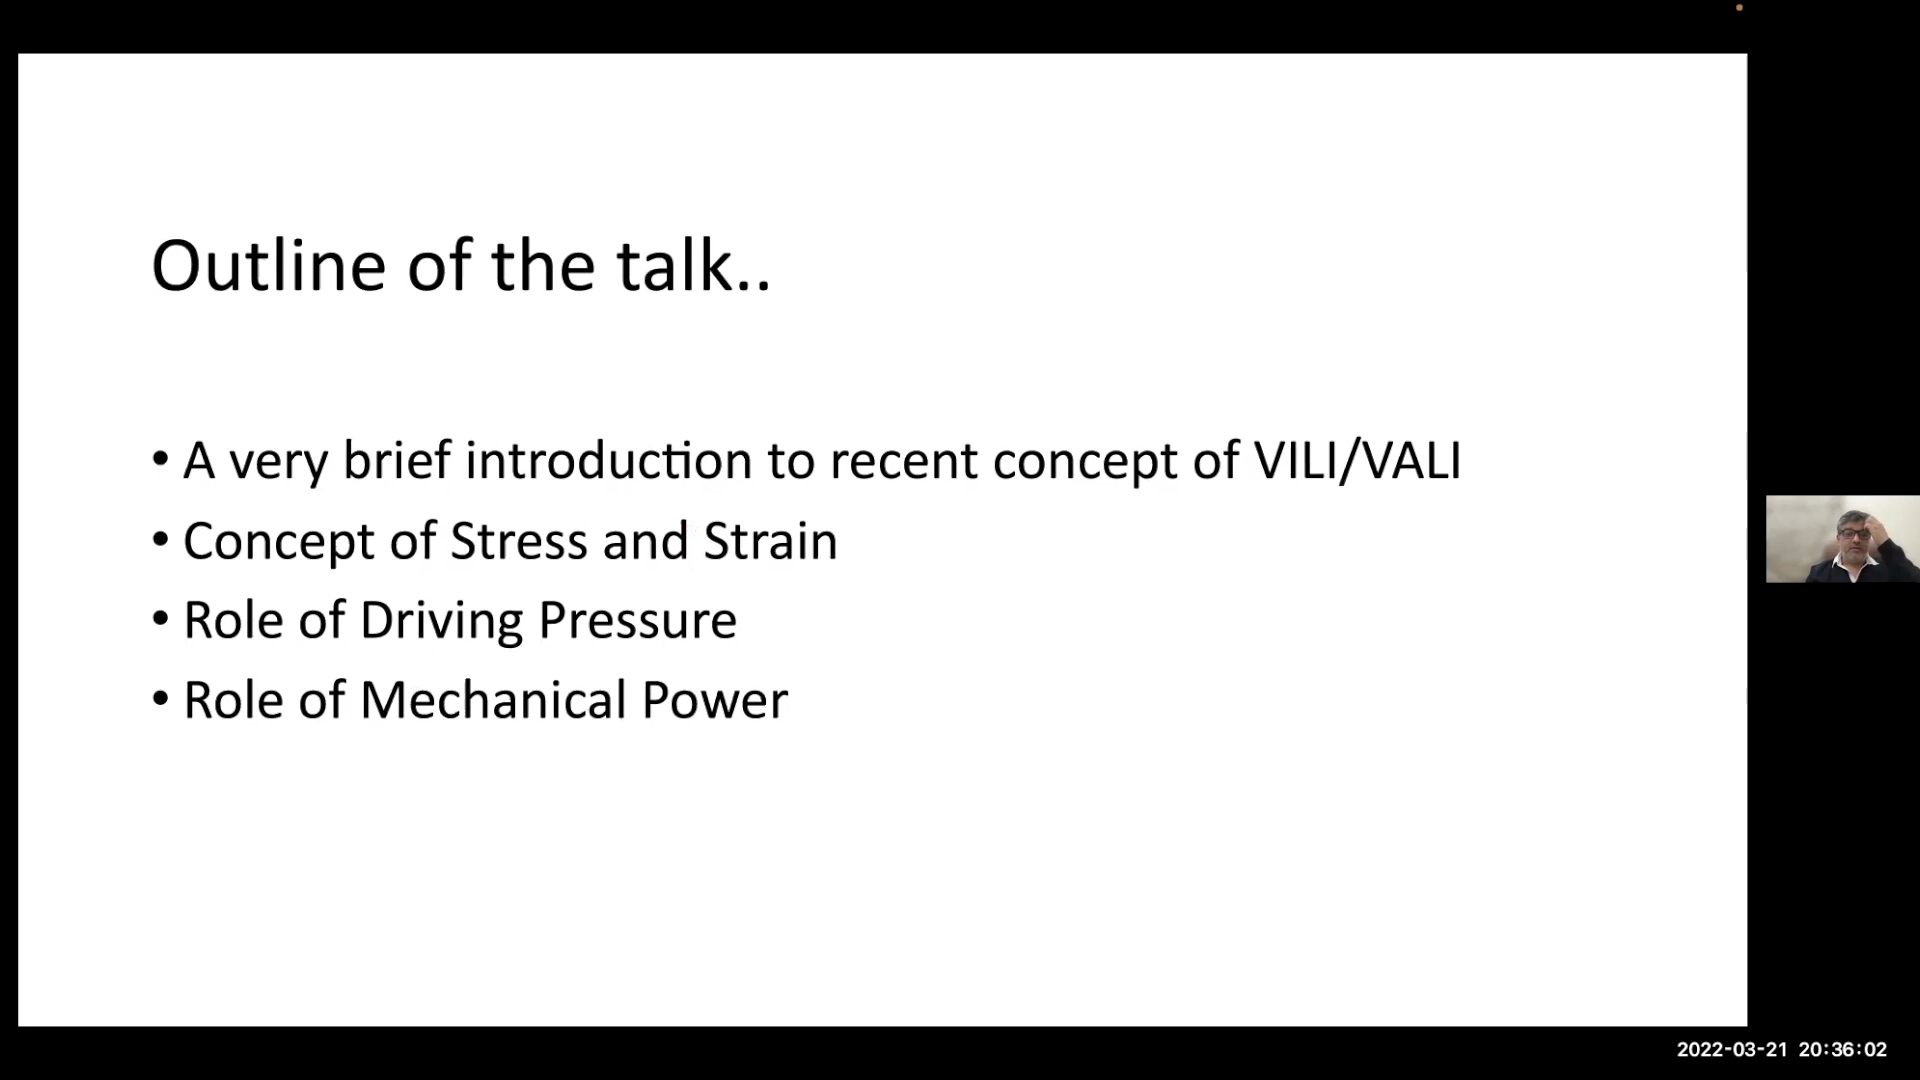 Outline of the talk..
• A very brief introduction to recent concept of VILI/VALI
• Concept of Stress and Strain
• Role of Driving Pressure
• Role of Mechanical Power
2022-03-21 20:36:02